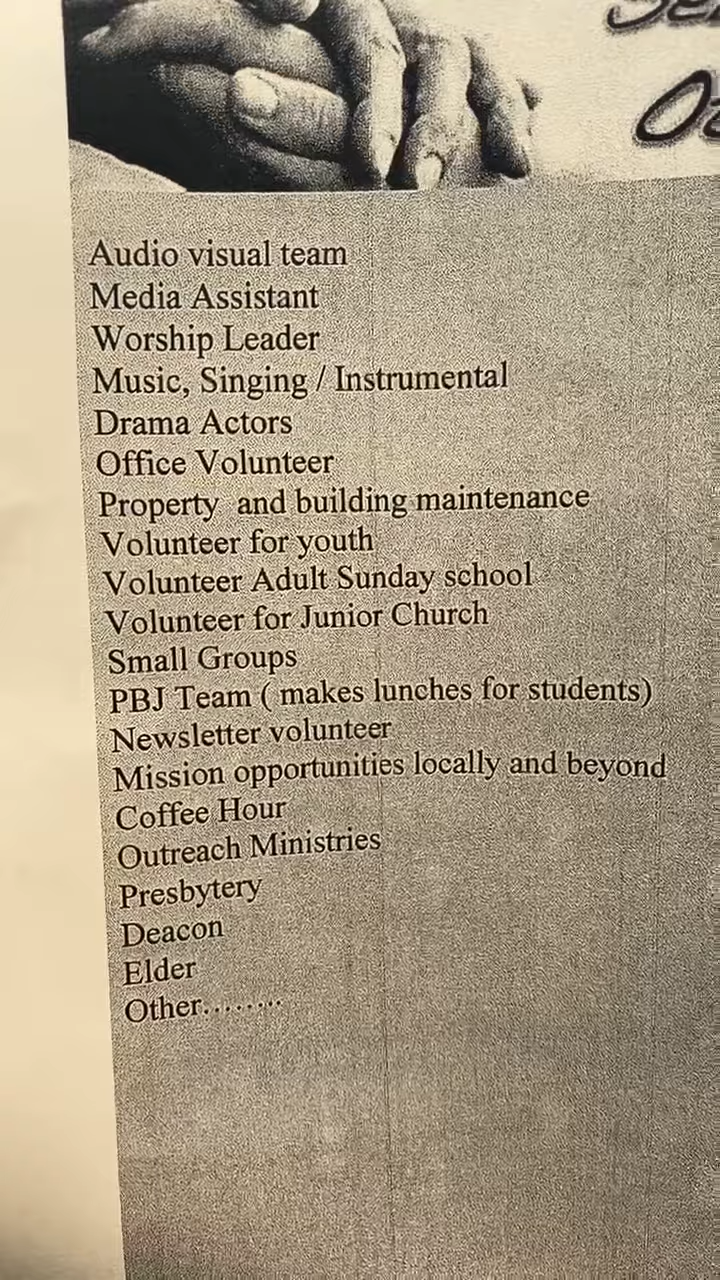 Audio visual team
Media Assistant
Worship Leader
Music, Singing / Instrumental
Drama Actors
Office Volunteer
Property and building maintenance
Volunteer for youth
Volunteer Adult Sunday school
Volunteer for Junior Church
Small Groups
PBJ Team ( makes lunches for students)
Newsletter volunteer
Mission opportunities locally and beyond
Coffee Hour
Outreach Ministries
Presbytery
Deacon
Elder
Other........